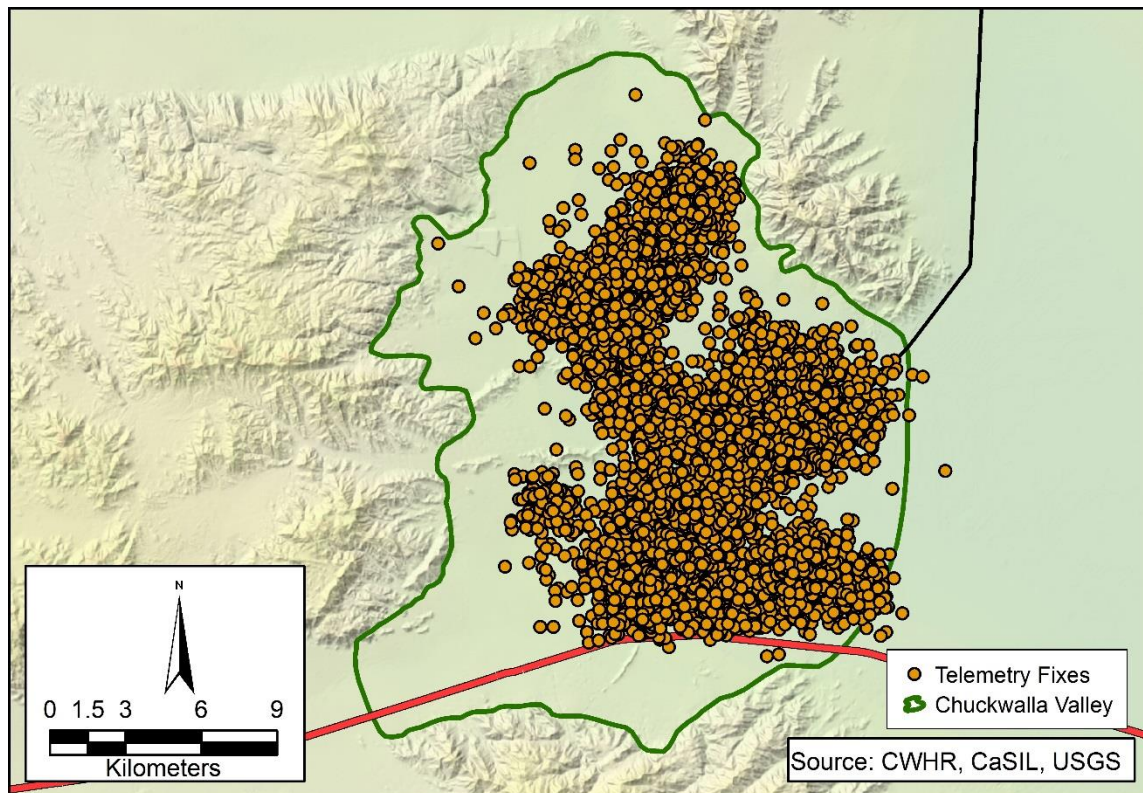 N
0 1.5 3 6 9
Kilometers
Telemetry Fixes
Chuckwalla Valley
Source: CWHR, CaSIL, USGS